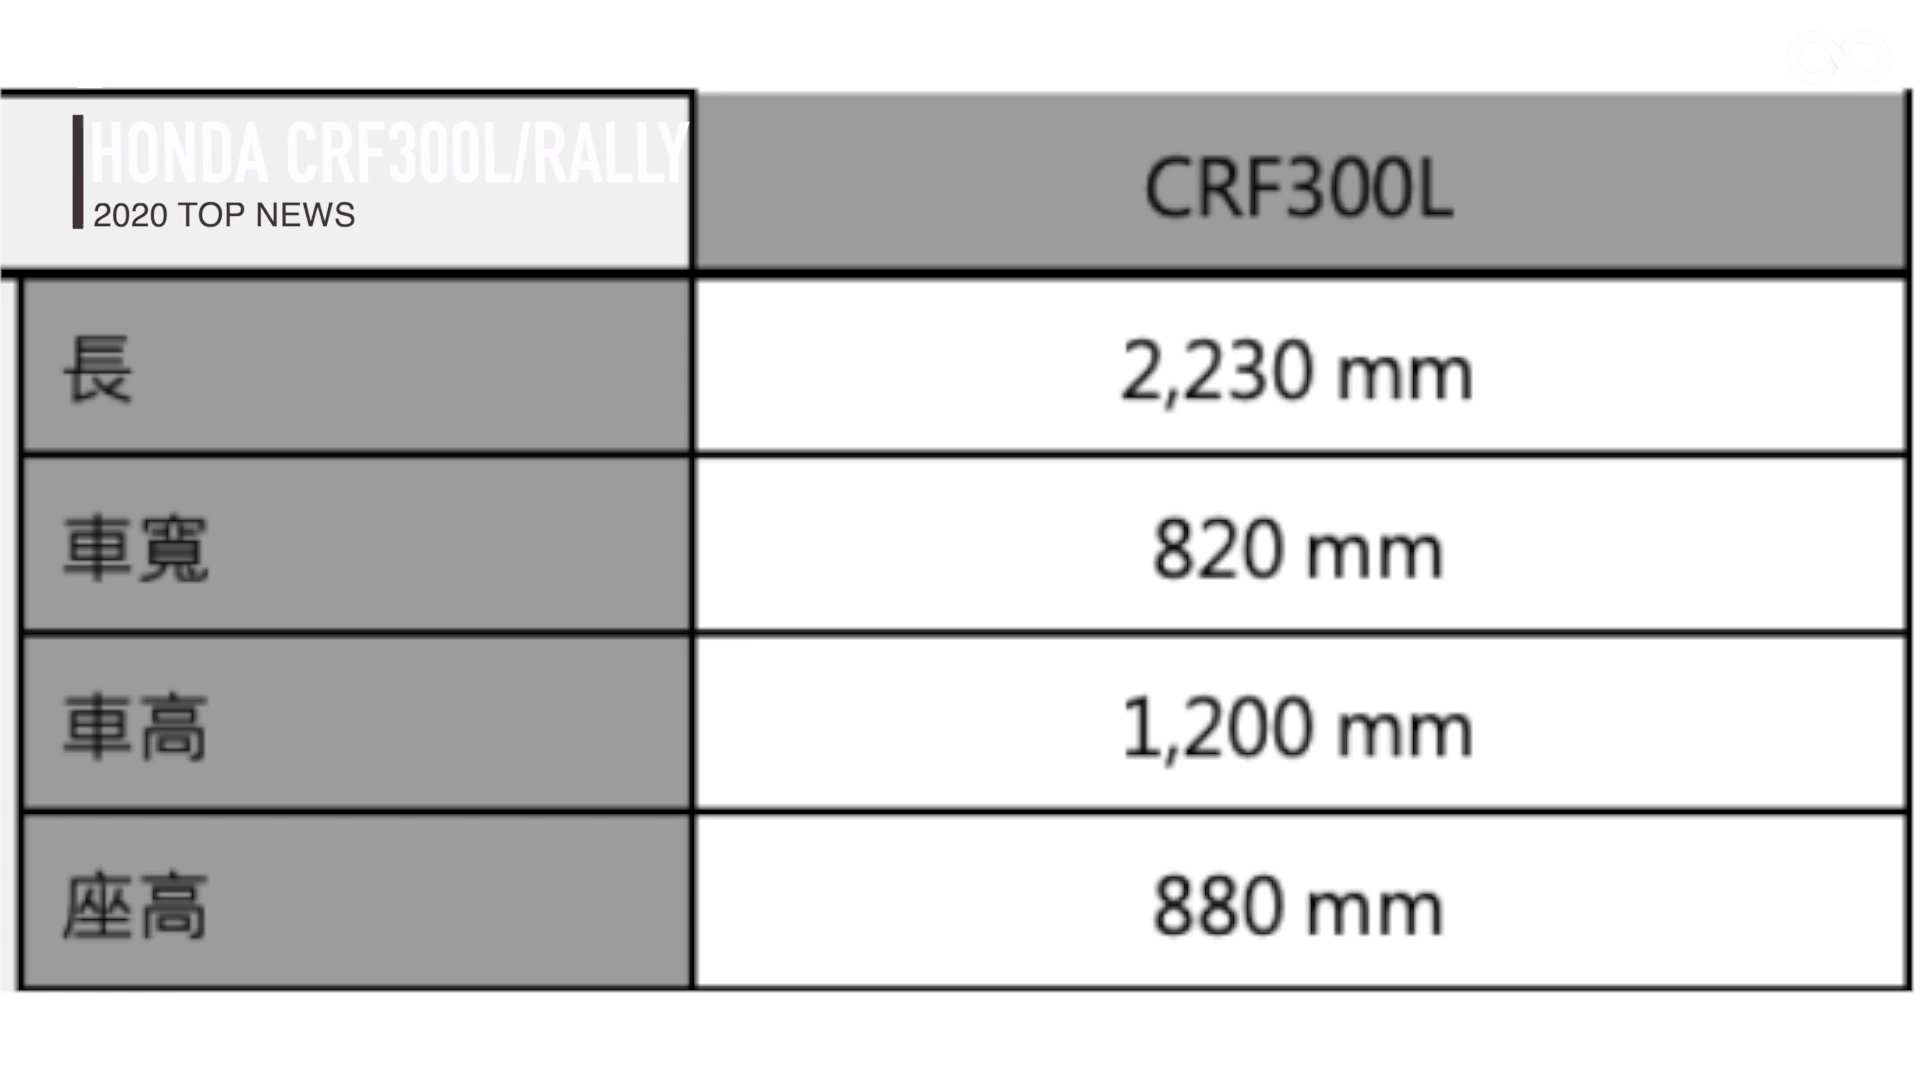 HONDA CRF300L/RALLY
2020 TOP NEWS
CRF300L
長 2,230 mm
車寬 820 mm
車高 1,200 mm
座高 880 mm